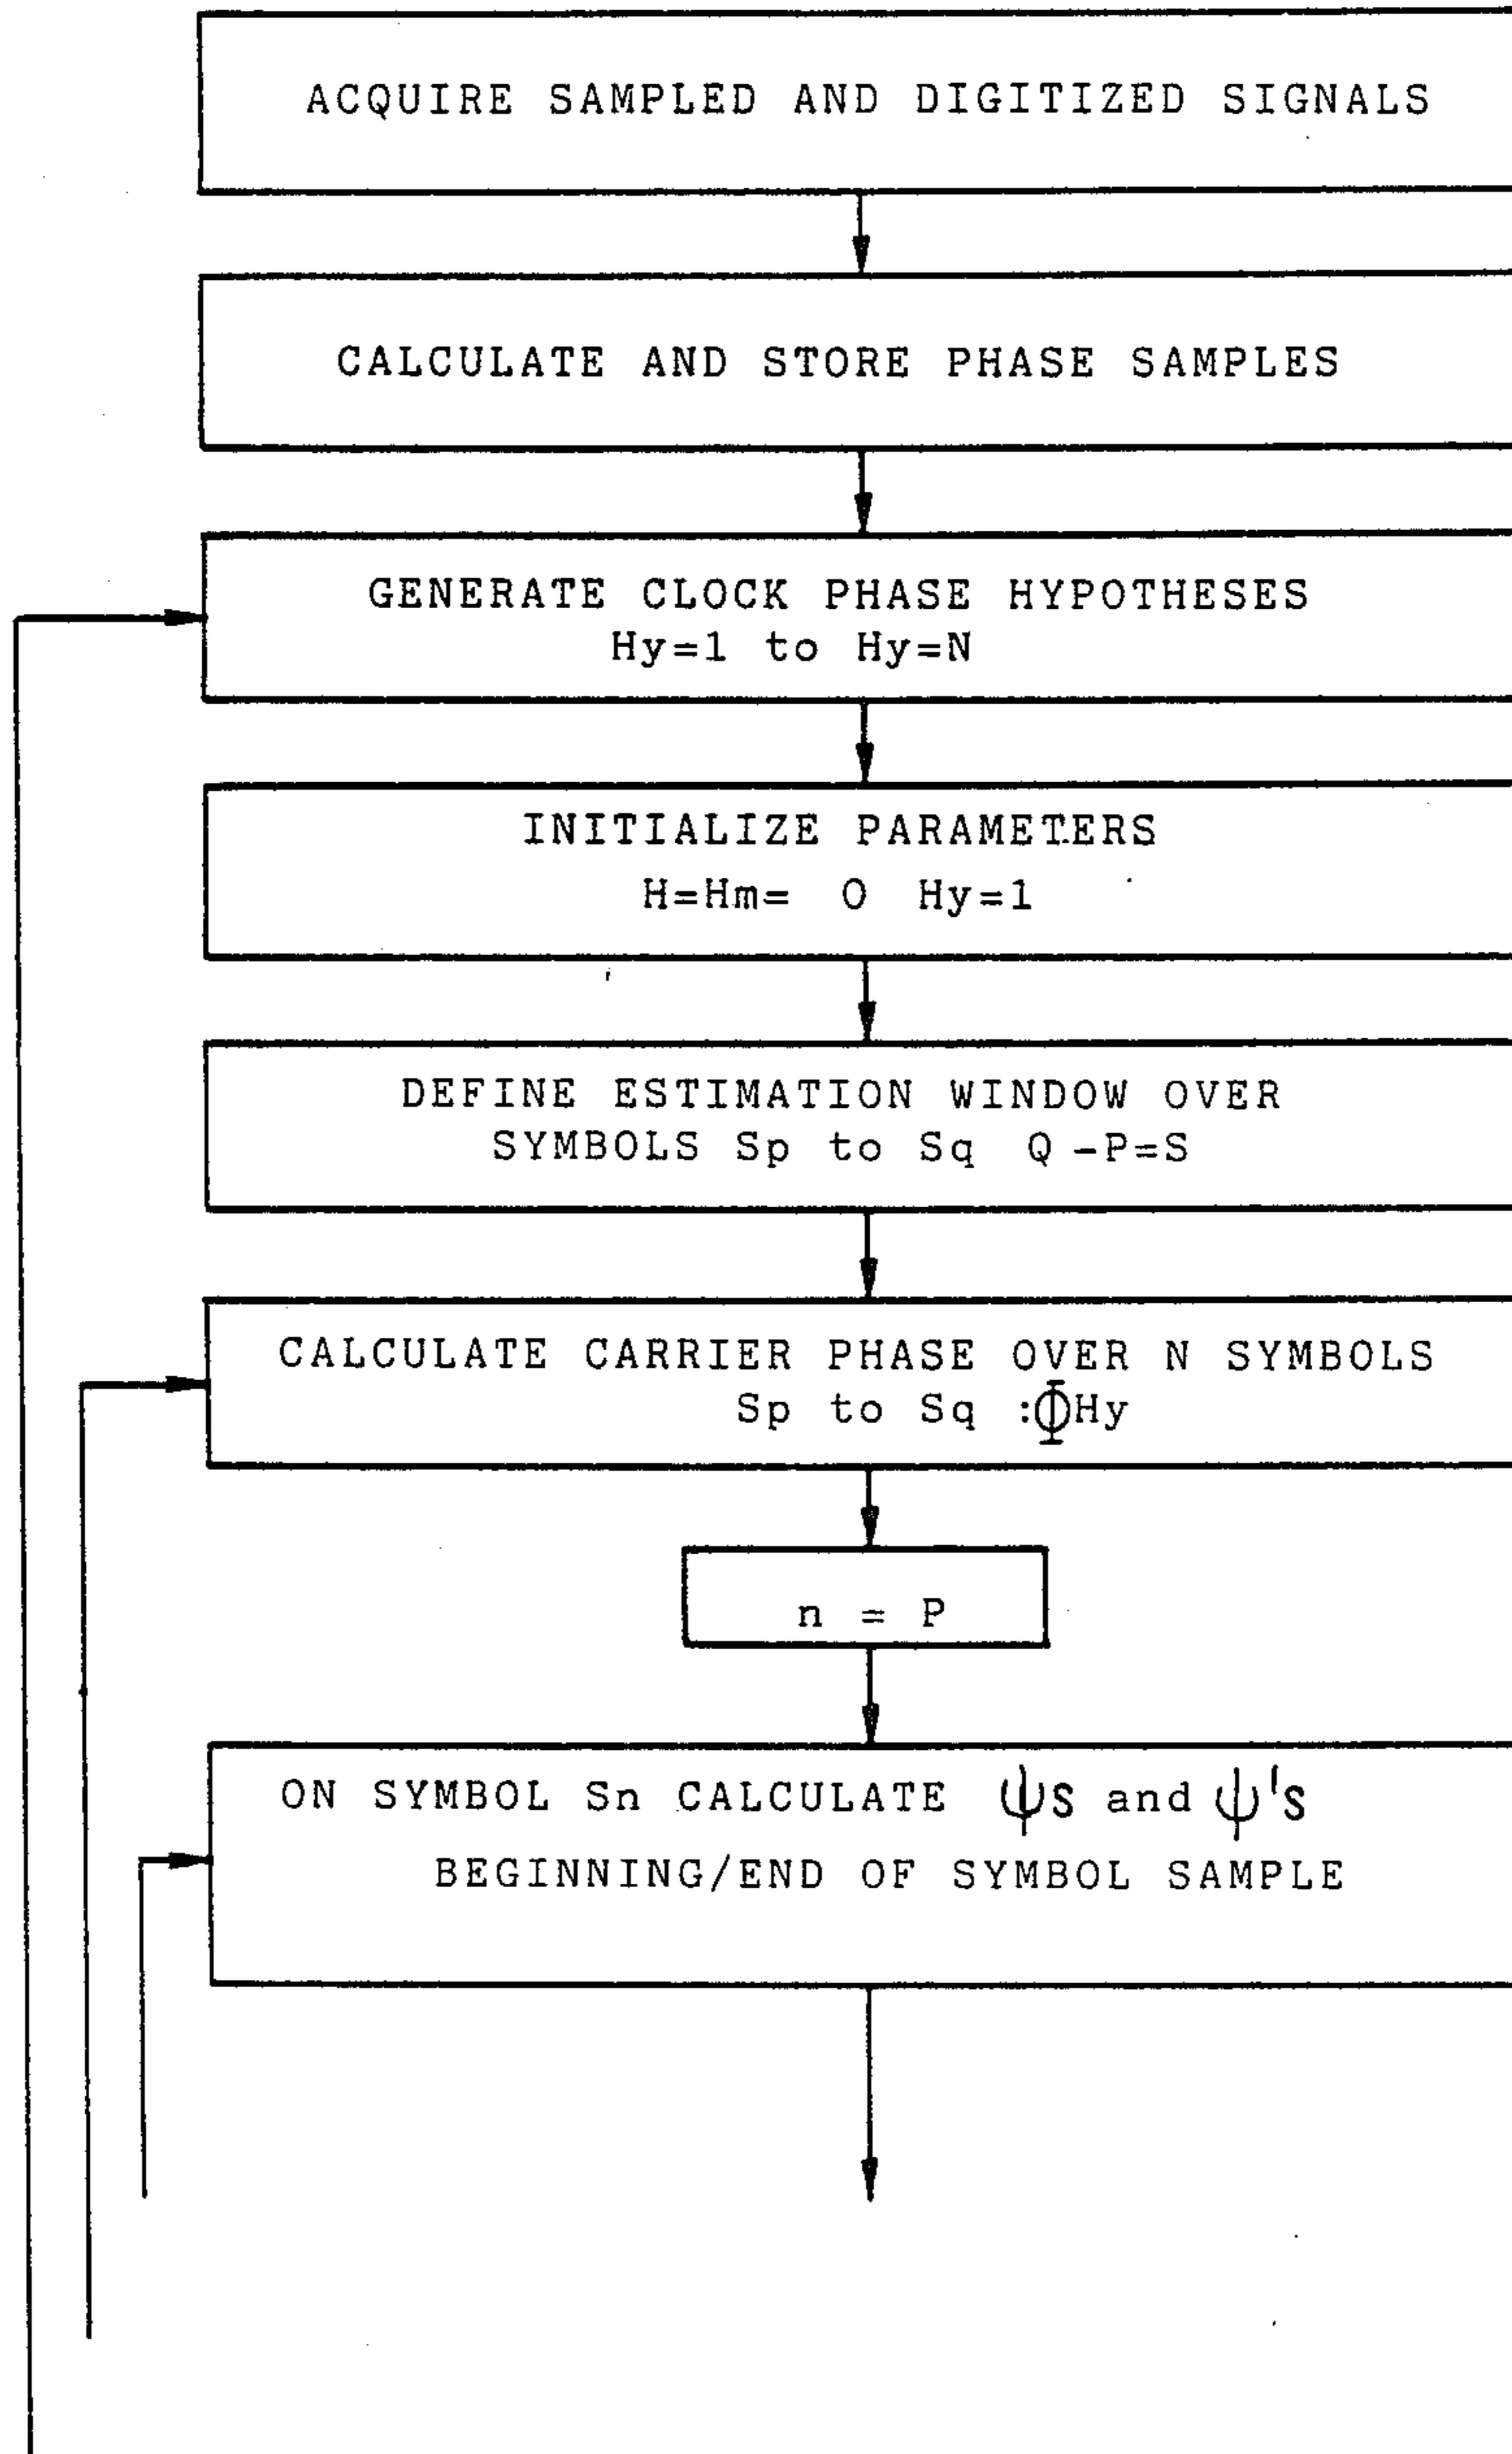 ACQUIRE SAMPLED AND DIGITIZED SIGNALS
CALCULATE AND STORE PHASE SAMPLES
GENERATE CLOCK PHASE HYPOTHESES
Hy=1 to Hy=N
INITIALIZE PARAMETERS
H=Hm= 0 Hy=1
DEFINE ESTIMATION WINDOW OVER
SYMBOLS Sp to Sq Q-P=S
CALCULATE CARRIER PHASE OVER N SYMBOLS
Sp to Sq :ΦHy
n = P
ON SYMBOL Sn CALCULATE ψs and ψ's
BEGINNING/END OF SYMBOL SAMPLE